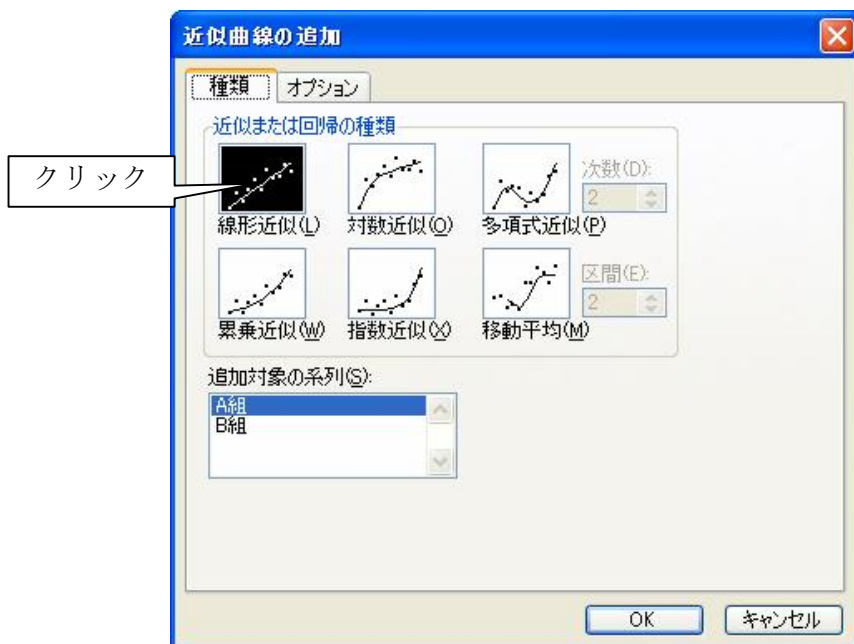 近似曲線の追加
種類 オプション
近似または回帰の種類
クリック
次数(D):
2
線形近似(L) 対数近似(O) 多項式近似(P)
区間(E):
2
累乗近似(W) 指数近似(X) 移動平均(M)
追加対象の系列(S):
A組
B組
OK キャンセル